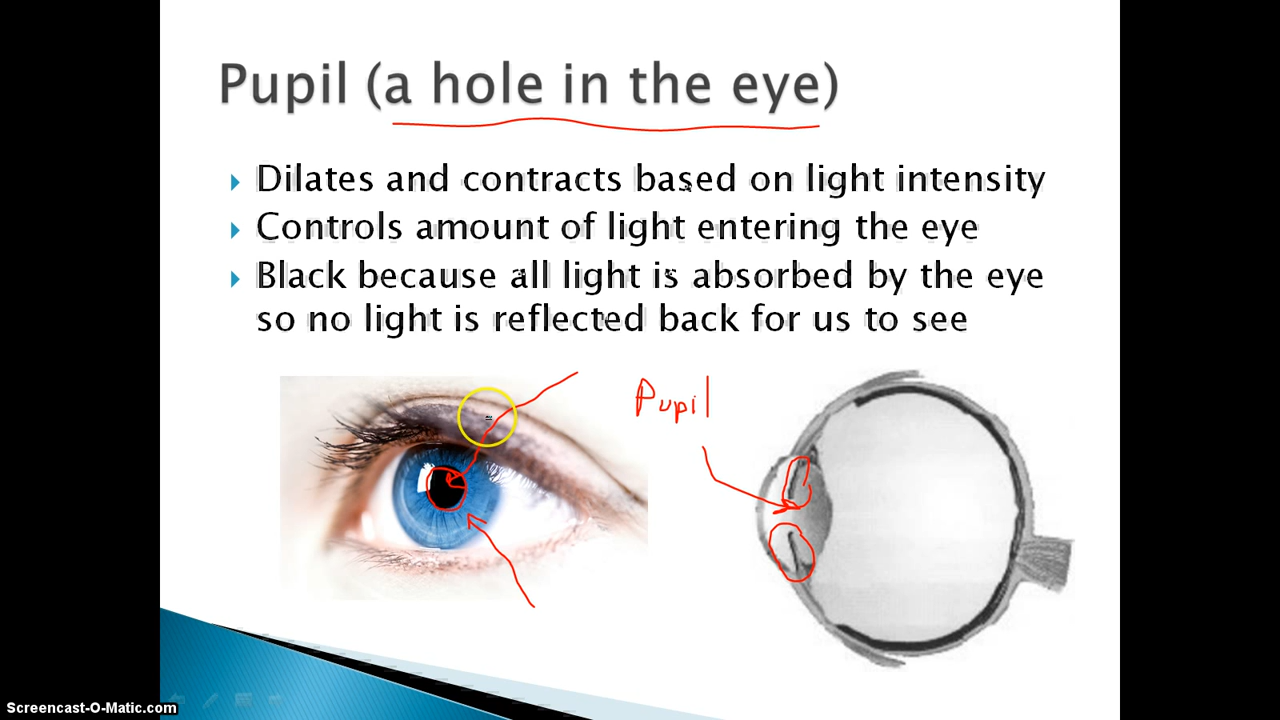 Pupil (a hole in the eye)
Dilates and contracts based on light intensity
Controls amount of light entering the eye
Black because all light is absorbed by the eye
so no light is reflected back for us to see
Pupil
Screencast-O-Matic.com